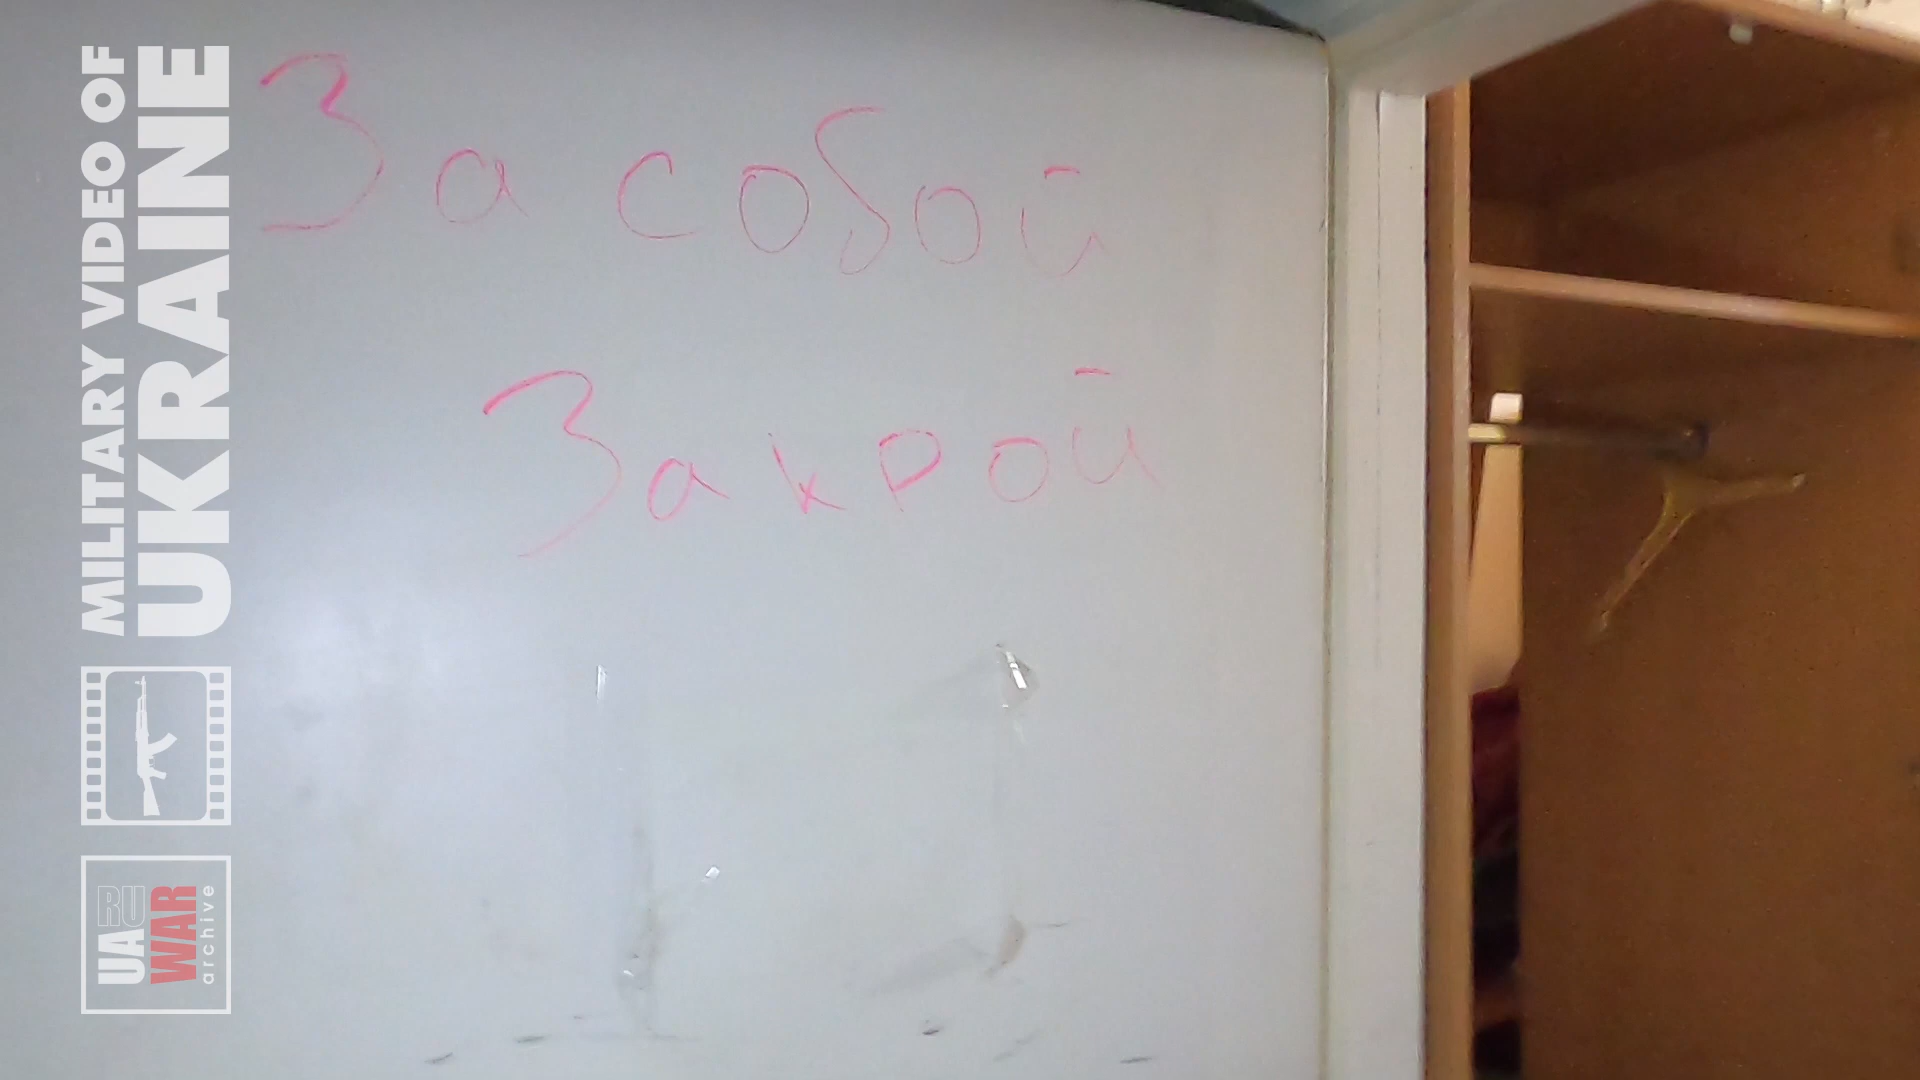 За собой
Закрой
MILITARY VIDEO OF
UKRAINE
UA RU
WAR
archive